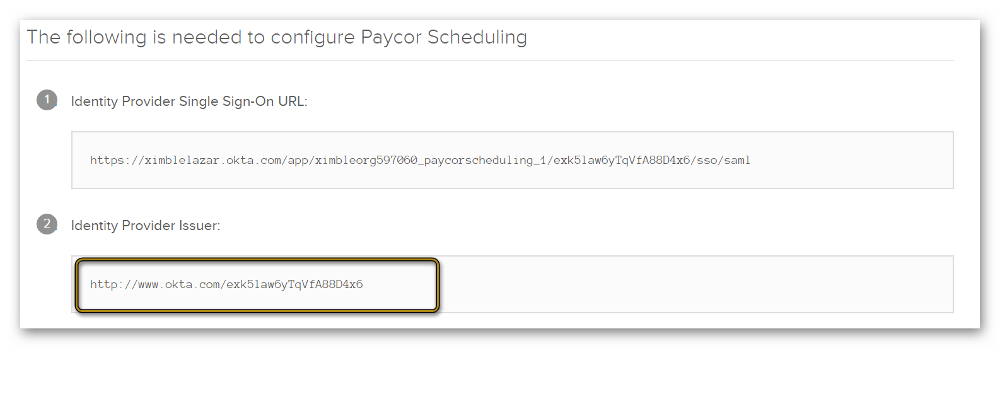 The following is needed to configure Paycor Scheduling
1 Identity Provider Single Sign-On URL:
https://ximblelazar.okta.com/app/ximbleorg597060_paycorscheduling_1/exk5law6yTqVfA88D4x6/sso/saml
2 Identity Provider Issuer:
http://www.okta.com/exk5law6yTqVfA88D4x6